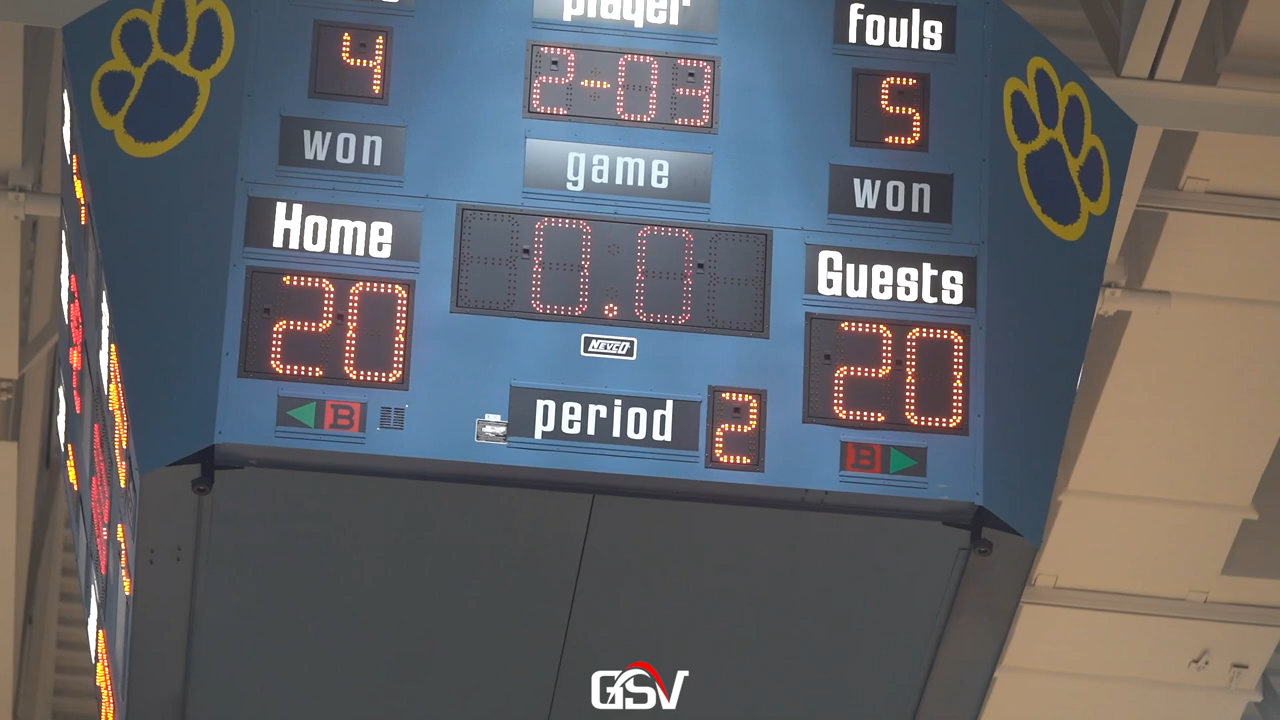 player
fouls
4
2-03
5
won
game
won
Home
0.0
Guests
20
20
NEVCO
B
period
2
B
GSV